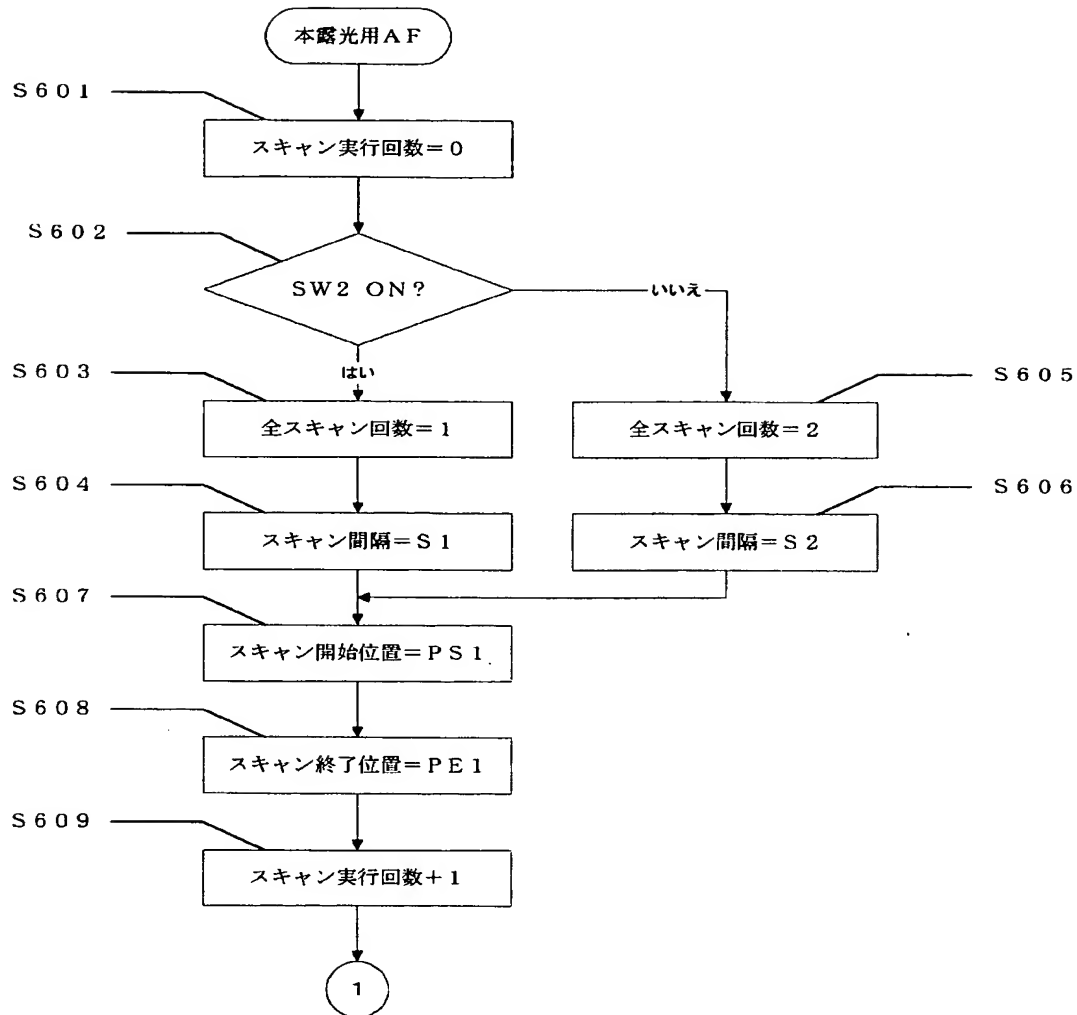 本露光用AF
S601
スキャン実行回数=0
S602
SW2 ON?
いいえ
はい
S603
全スキャン回数=1
S605
全スキャン回数=2
S604
スキャン間隔=S1
S606
スキャン間隔=S2
S607
スキャン開始位置=PS1
S608
スキャン終了位置=PE1
S609
スキャン実行回数+1
1